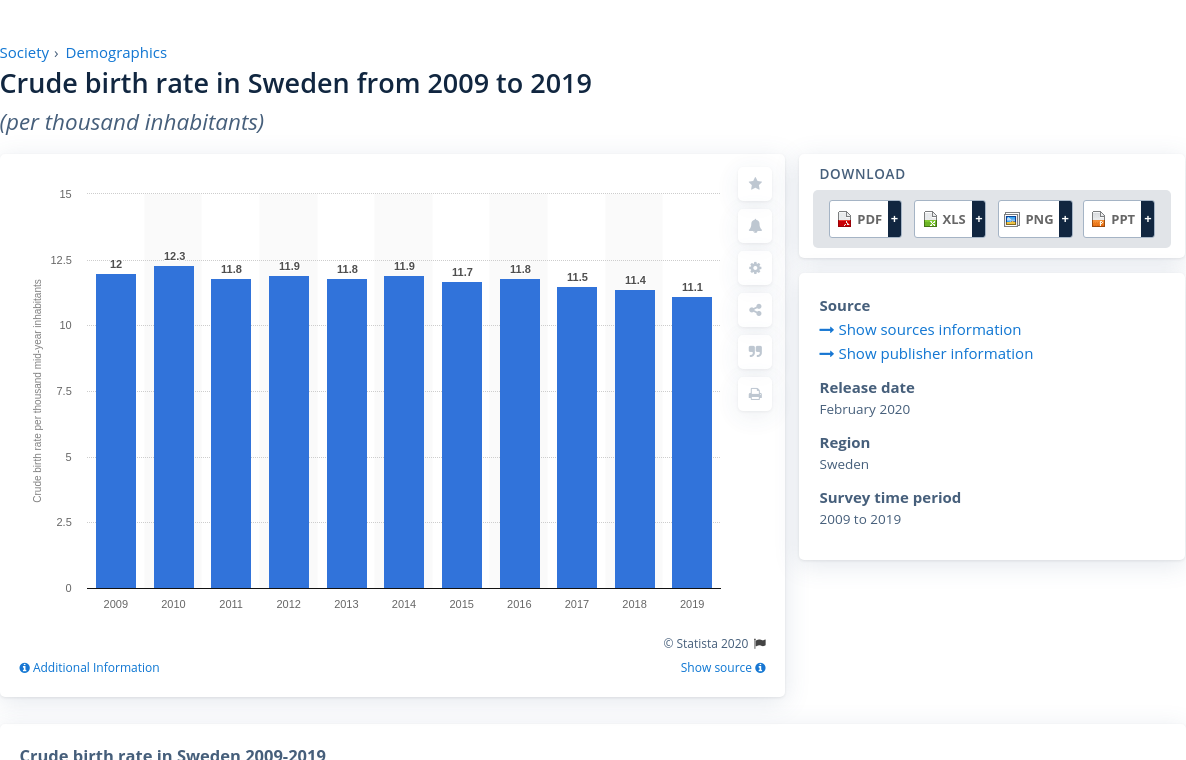 Society › Demographics
Crude birth rate in Sweden from 2009 to 2019
(per thousand inhabitants)
15
12.5
10
7.5
5
2.5
0
Crude birth rate per thousand mid-year inhabitants
12
12.3
11.8
11.9
11.8
11.9
11.7
11.8
11.5
11.4
11.1
2009 2010 2011 2012 2013 2014 2015 2016 2017 2018 2019
© Statista 2020
Additional Information
Show source
DOWNLOAD
PDF + XLS + PNG + PPT +
Source
Show sources information
Show publisher information
Release date
February 2020
Region
Sweden
Survey time period
2009 to 2019
Crude birth rate in Sweden 2009-2019